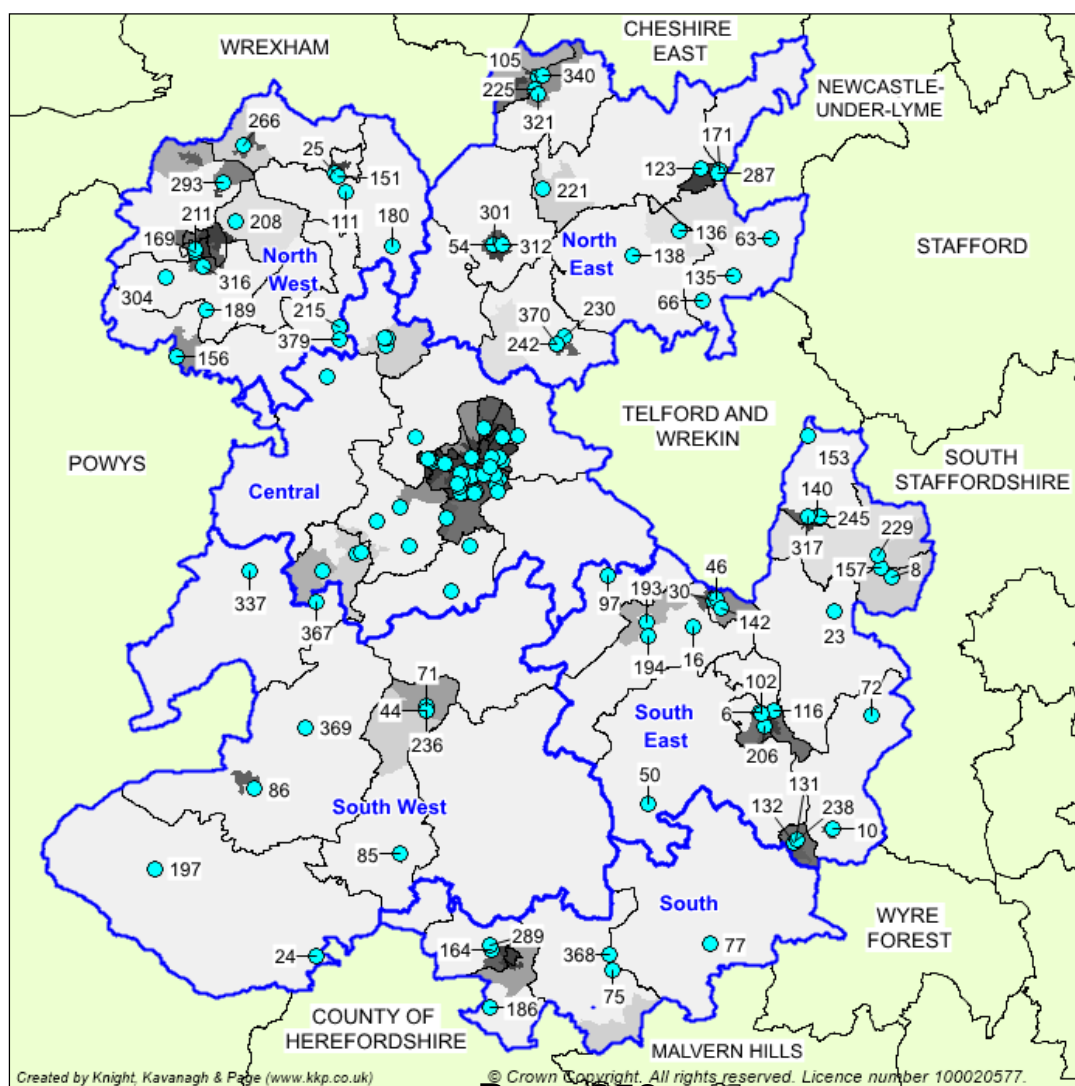 WREXHAM
CHESHIRE
EAST
NEWCASTLE-
UNDER-LYME
105
340
225
321
266
25
151
171
123
287
293
221
111
211
208
180
301
136
63
169
54
312
North
East
138
STAFFORD
North
West
316
135
304
66
189
215
370
230
379
242
156
TELFORD AND
WREKIN
POWYS
153
SOUTH
STAFFORDSHIRE
Central
140
245
229
317
157
8
46
193
30
337
97
142
23
367
194
16
71
102
72
44
6
116
369
236
South
East
206
50
131
86
South West
132
238
10
85
197
South
WYRE
FOREST
289
164
368
77
24
75
186
COUNTY OF
HEREFORDSHIRE
MALVERN HILLS
Created by Knight, Kavanagh & Page (www.kkp.co.uk)
© Crown Copyright. All rights reserved. Licence number 100020577.